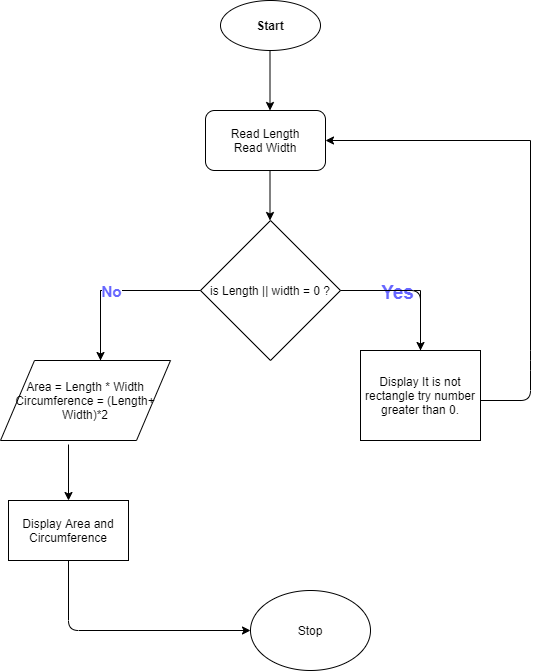 Start
Read Length
Read Width
is Length || width = 0 ?
No
Yes
Area = Length * Width
Circumference = (Length+
Width)*2
Display It is not
rectangle try number
greater than 0.
Display Area and
Circumference
Stop